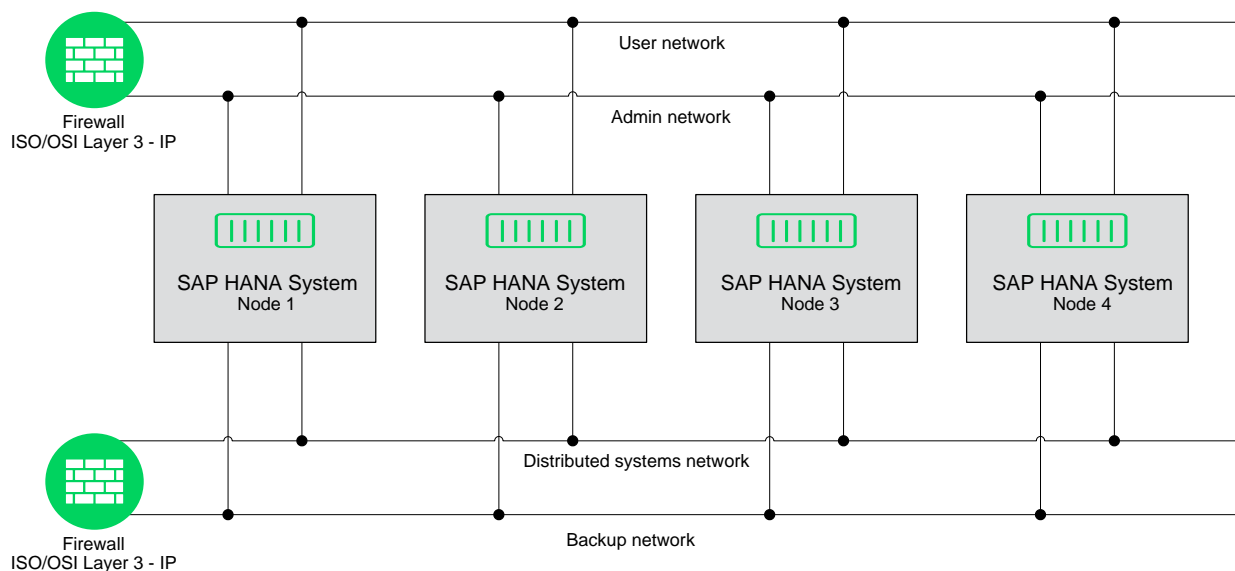 User network
Admin network
Firewall
ISO/OSI Layer 3 - IP
SAP HANA System
Node 1
SAP HANA System
Node 2
SAP HANA System
Node 3
SAP HANA System
Node 4
Distributed systems network
Backup network
Firewall
ISO/OSI Layer 3 - IP